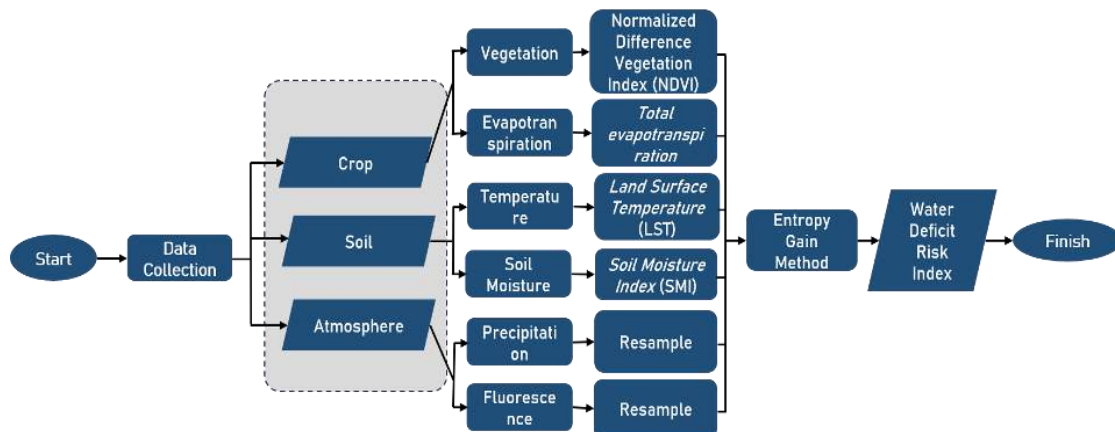 Start
Data
Collection
Crop
Soil
Atmosphere
Vegetation
Evapotran
spiration
Temperatu
re
Soil
Moisture
Precipitati
on
Fluoresce
nce
Normalized
Difference
Vegetation
Index (NDVI)
Total
evapotranspi
ration
Land Surface
Temperature
(LST)
Soil Moisture
Index (SMI)
Resample
Resample
Entropy
Gain
Method
Water
Deficit
Risk
Index
Finish